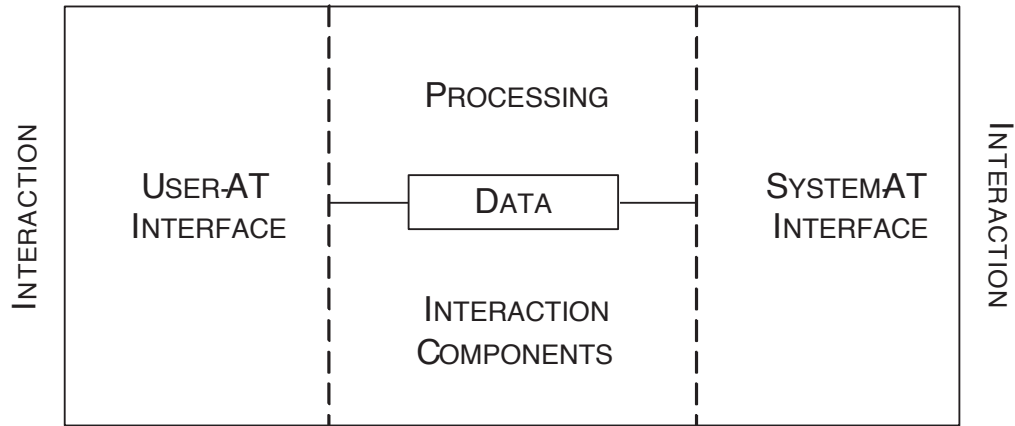 INTERACTION
USER-AT
INTERFACE
PROCESSING
DATA
INTERACTION
COMPONENTS
SYSTEM-AT
INTERFACE
INTERACTION